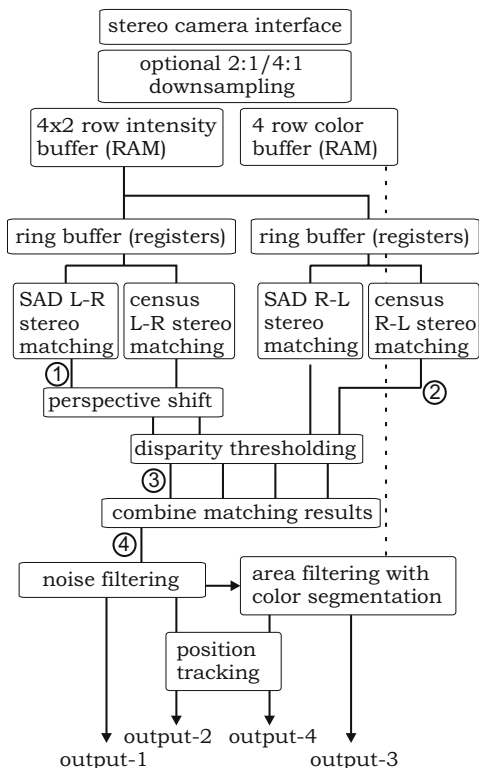 stereo camera interface
optional 2:1/4:1
downsampling
4x2 row intensity
buffer (RAM)
4 row color
buffer (RAM)
ring buffer (registers)
ring buffer (registers)
SAD L-R
stereo
matching
census
L-R stereo
matching
SAD R-L
stereo
matching
census
R-L stereo
matching
1
2
perspective shift
disparity thresholding
3
combine matching results
4
noise filtering
area filtering with
color segmentation
position
tracking
output-2
output-4
output-1
output-3